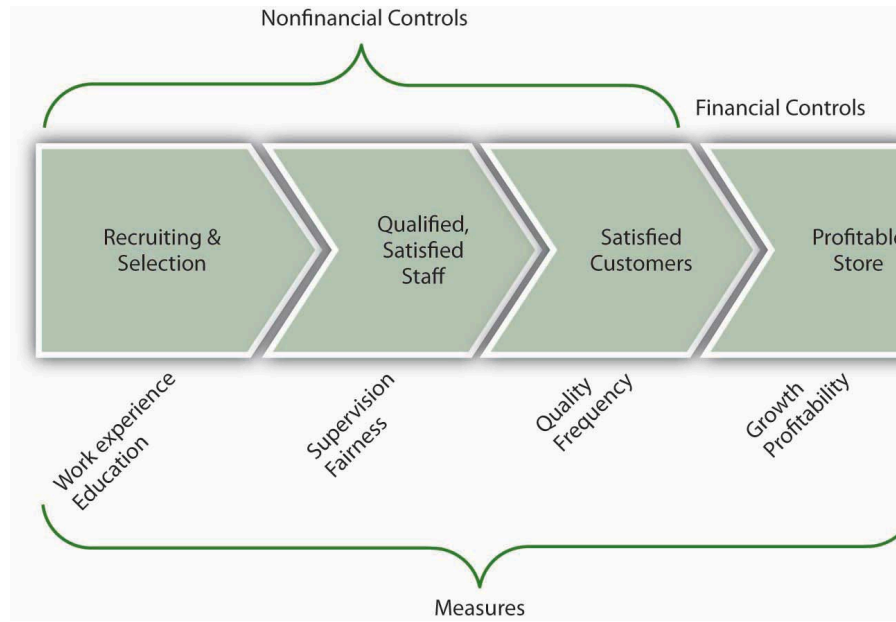 Nonfinancial Controls
Financial Controls
Recruiting &
Selection
Qualified,
Satisfied
Staff
Satisfied
Customers
Profitable
Store
Work experience
Education
Supervision
Fairness
Quality
Frequency
Growth
Profitability
Measures